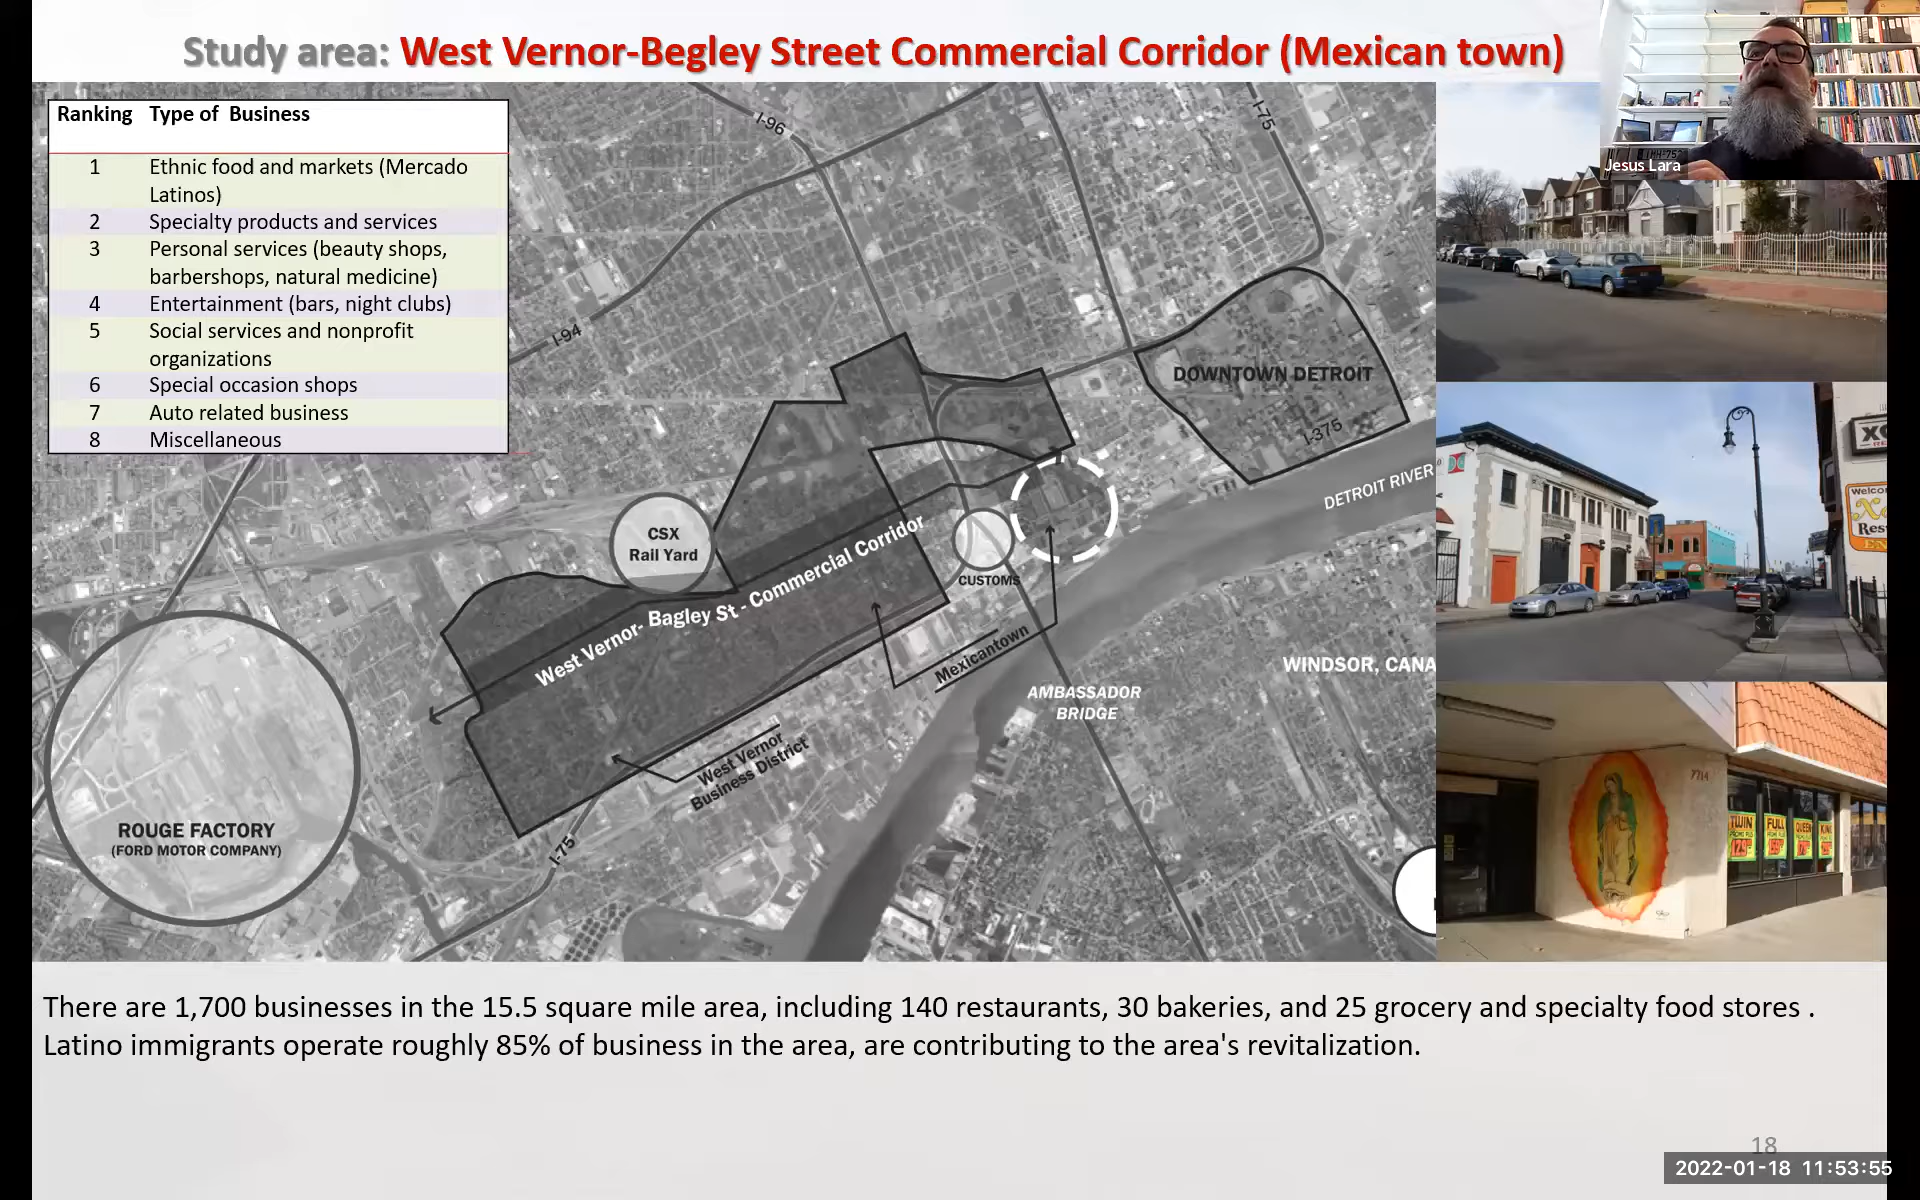 Study area: West Vernor-Begley Street Commercial Corridor (Mexican town)
Jesus Lara
Ranking Type of Business
1 Ethnic food and markets (Mercado
Latinos)
2 Specialty products and services
3 Personal services (beauty shops,
barbershops, natural medicine)
4 Entertainment (bars, night clubs)
5 Social services and nonprofit
organizations
6 Special occasion shops
7 Auto related business
8 Miscellaneous
I-96
I-75
I-94
DOWNTOWN DETROIT
I-375
DETROIT RIVER
CSX
Rail Yard
West Vernor- Bagley St - Commercial Corridor
CUSTOMS
Mexicantown
WINDSOR, CANA
AMBASSADOR
BRIDGE
West Vernor
Business District
ROUGE FACTORY
(FORD MOTOR COMPANY)
I-75
7714
TWIN FULL QUEEN KING
There are 1,700 businesses in the 15.5 square mile area, including 140 restaurants, 30 bakeries, and 25 grocery and specialty food stores .
Latino immigrants operate roughly 85% of business in the area, are contributing to the area's revitalization.
18
2022-01-18 11:53:55